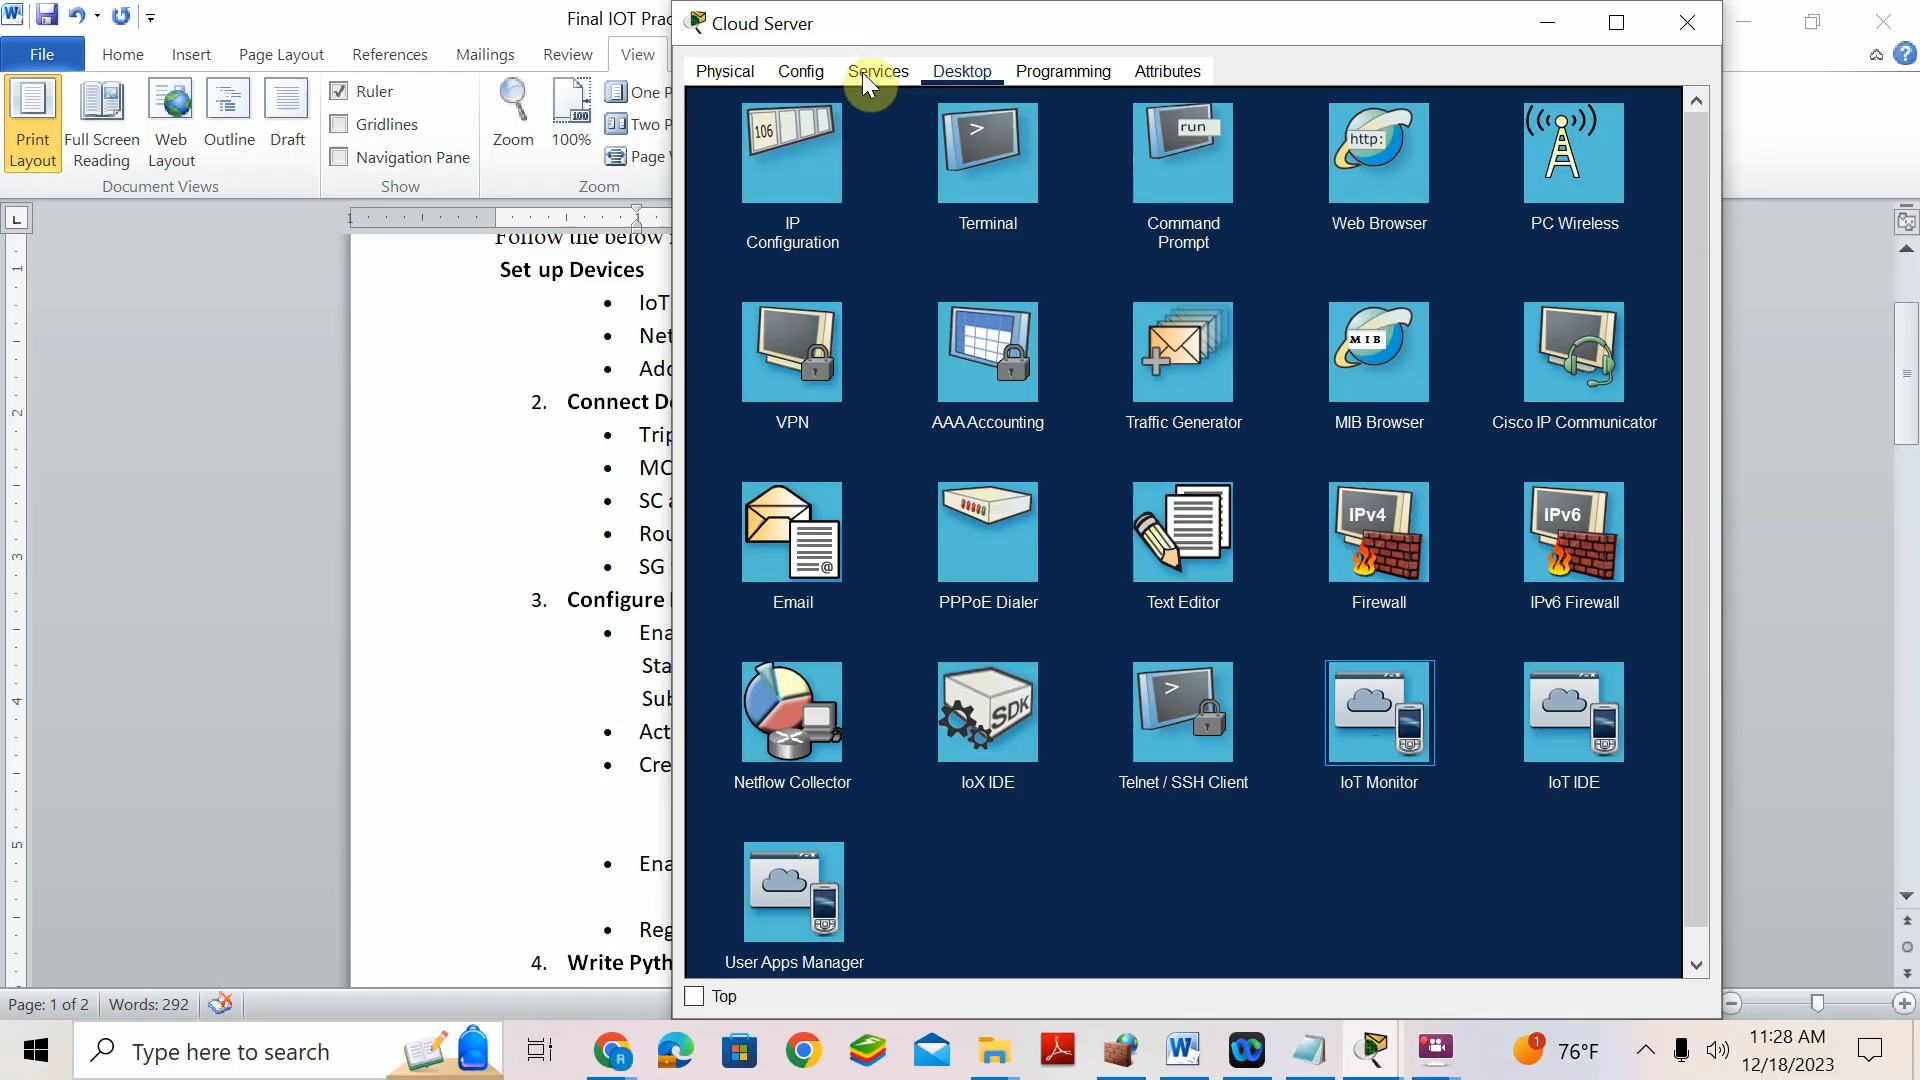 Final IOT Prac
Cloud Server
File Home Insert Page Layout References Mailings Review View
Physical Config Services Desktop Programming Attributes
Print Layout
Full Screen Reading
Web Layout
Outline
Draft
Document Views
Ruler
Gridlines
Navigation Pane
Show
Zoom
100%
One P
Two P
Page W
Zoom
106
IP Configuration
>
Terminal
run
Command Prompt
http:
Web Browser
PC Wireless
VPN
AAA Accounting
Traffic Generator
MIB
MIB Browser
Cisco IP Communicator
@
Email
PPPoE Dialer
Text Editor
IPv4
Firewall
IPv6
IPv6 Firewall
Netflow Collector
SDK
IoX IDE
>
Telnet / SSH Client
IoT Monitor
IoT IDE
User Apps Manager
Top
Follow the below
Set up Devices
• IoT
• Net
• Add
2. Connect De
• Trip
• MC
• SC a
• Rou
• SG
3. Configure
• Ena
Sta
Sub
• Act
• Cre
• Ena
• Reg
4. Write Pyth
Page: 1 of 2 Words: 292
Type here to search
76°F
11:28 AM
12/18/2023